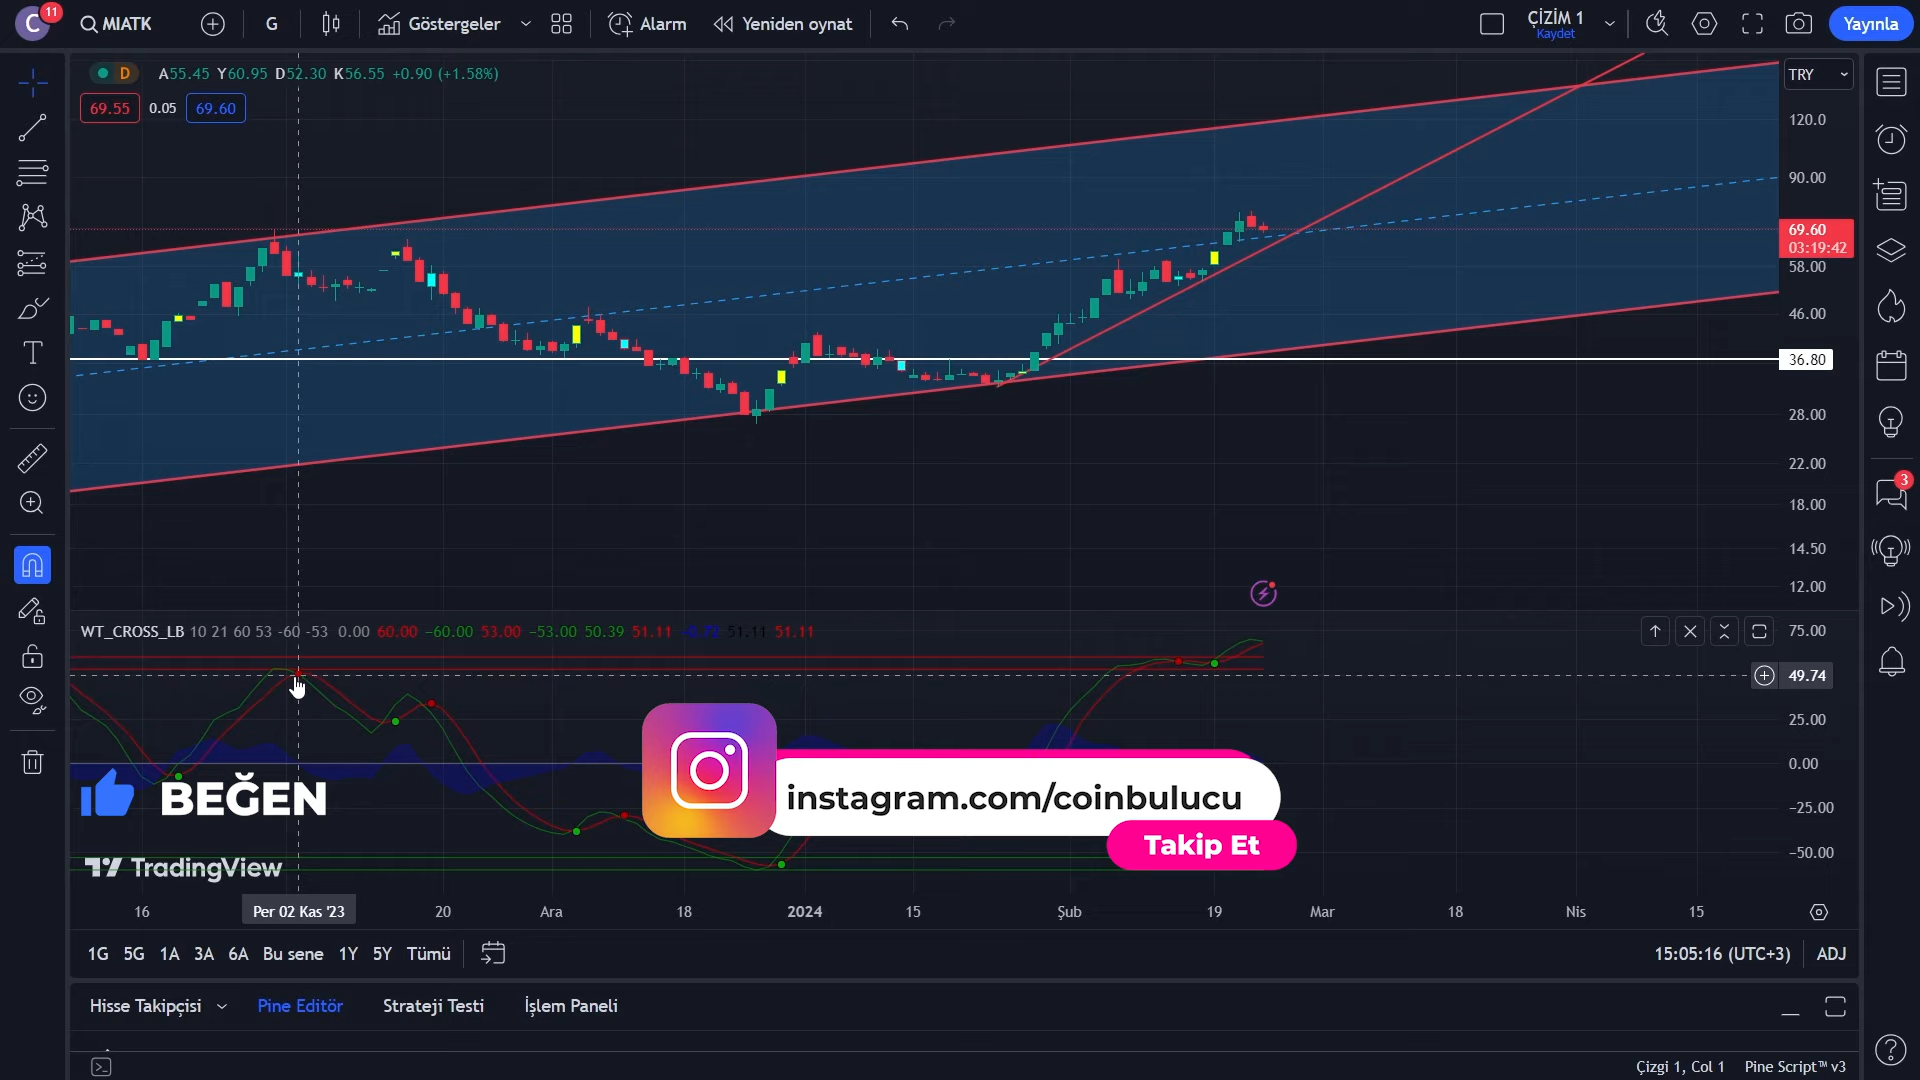 C
11
MIATK
G
Göstergeler
Alarm
Yeniden oynat
ÇİZİM 1
Kaydet
Yayınla
D
A55.45 Y60.95 D52.30 K56.55 +0.90 (+1.58%)
69.55
0.05
69.60
TRY
120.0
90.00
69.60
03:19:42
58.00
46.00
36.80
28.00
22.00
18.00
14.50
12.00
WT_CROSS_LB 10 21 60 53 -60 -53 0.00 60.00 −60.00 53.00 −53.00 50.39 51.11 51.11 51.11
75.00
49.74
25.00
0.00
−25.00
−50.00
3
BEĞEN
instagram.com/coinbulucu
Takip Et
TradingView
16
Per 02 Kas '23
20
Ara
18
2024
15
Şub
19
Mar
18
Nis
15
1G 5G 1A 3A 6A Bu sene 1Y 5Y Tümü
15:05:16 (UTC+3)
ADJ
Hisse Takipçisi
Pine Editör
Strateji Testi
İşlem Paneli
Çizgi 1, Col 1
Pine Script™ v3